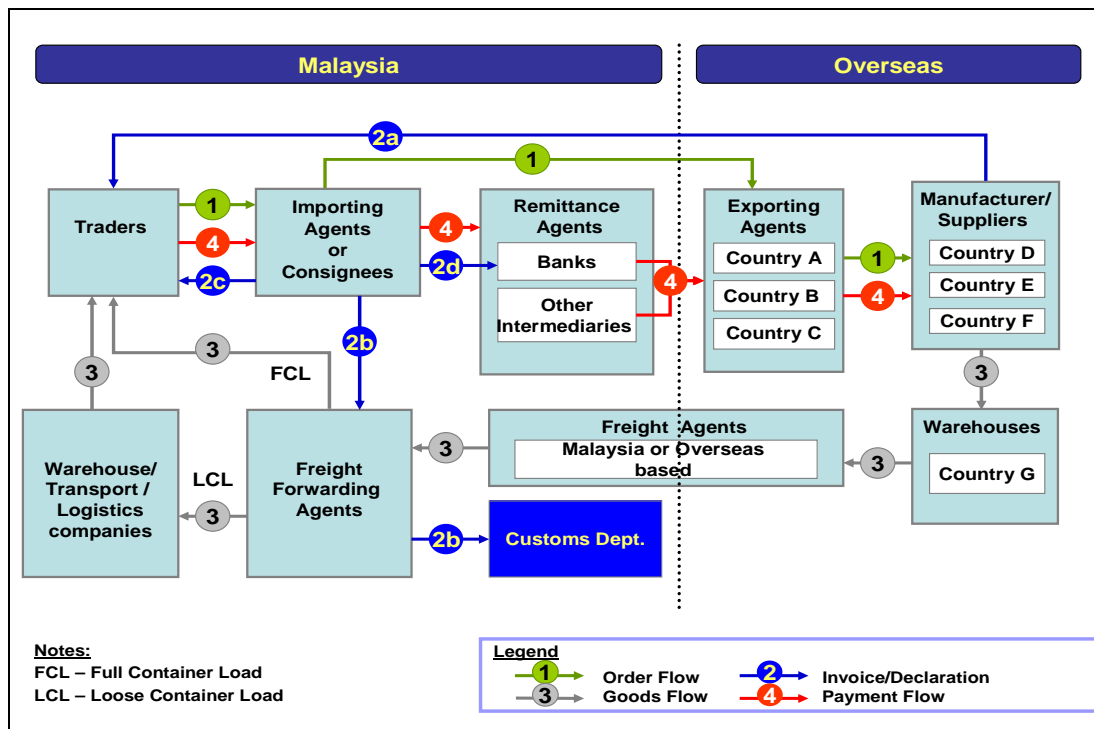 Malaysia
Overseas
2a
1
Traders
1
4
2c
Importing
Agents
or
Consignees
4
2d
Remittance
Agents
Banks
Other
Intermediaries
4
Exporting
Agents
Country A
Country B
Country C
1
4
Manufacturer/
Suppliers
Country D
Country E
Country F
3
3
FCL
2b
3
Warehouse/
Transport /
Logistics
companies
LCL
3
Freight
Forwarding
Agents
3
Freight Agents
Malaysia or Overseas
based
3
Warehouses
Country G
2b
Customs Dept.
Notes:
FCL – Full Container Load
LCL – Loose Container Load
Legend
1
Order Flow
2
Invoice/Declaration
3
Goods Flow
4
Payment Flow